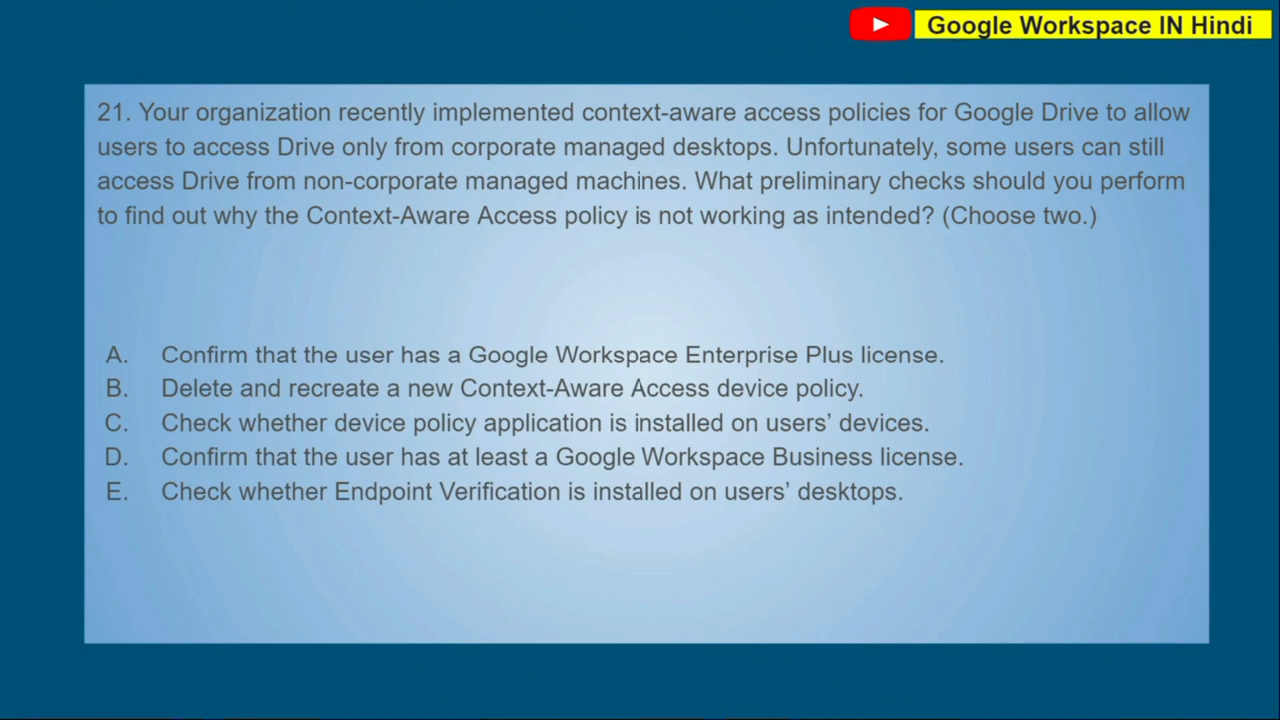 Google Workspace IN Hindi
21. Your organization recently implemented context-aware access policies for Google Drive to allow
users to access Drive only from corporate managed desktops. Unfortunately, some users can still
access Drive from non-corporate managed machines. What preliminary checks should you perform
to find out why the Context-Aware Access policy is not working as intended? (Choose two.)
A. Confirm that the user has a Google Workspace Enterprise Plus license.
B. Delete and recreate a new Context-Aware Access device policy.
C. Check whether device policy application is installed on users’ devices.
D. Confirm that the user has at least a Google Workspace Business license.
E. Check whether Endpoint Verification is installed on users’ desktops.